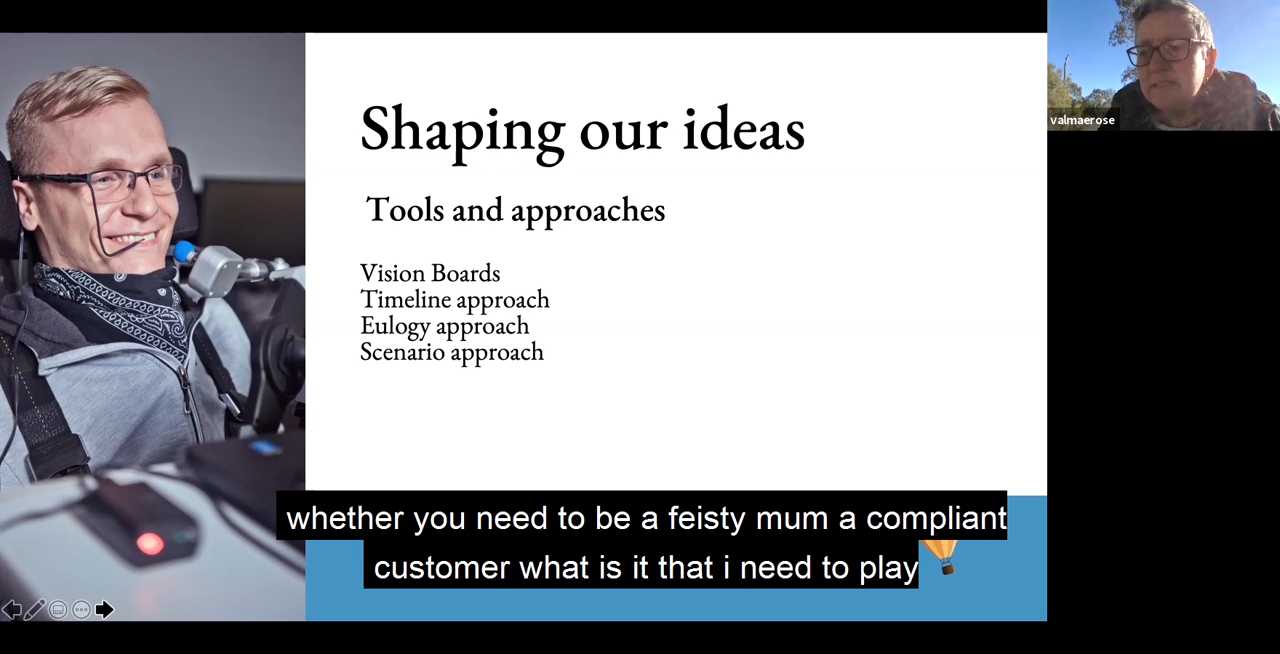 Shaping our ideas
valmaerose
Tools and approaches
Vision Boards
Timeline approach
Eulogy approach
Scenario approach
whether you need to be a feisty mum a compliant
customer what is it that i need to play